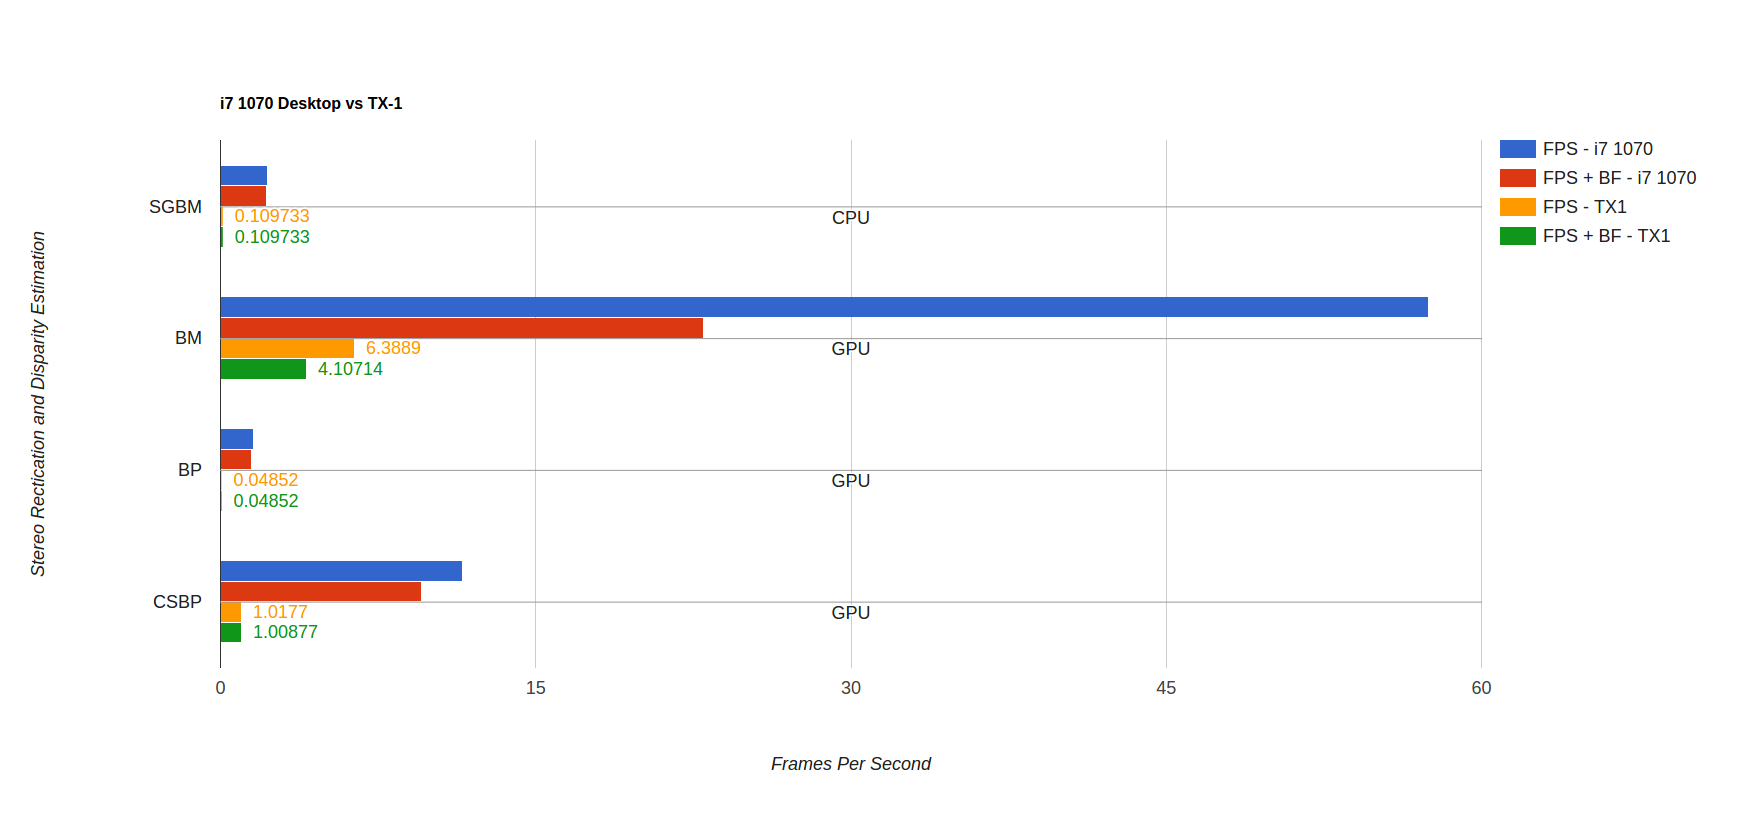 i7 1070 Desktop vs TX-1
FPS - i7 1070
FPS + BF - i7 1070
FPS - TX1
FPS + BF - TX1
Stereo Rectication and Disparity Estimation
SGBM
0.109733
0.109733
CPU
BM
6.3889
4.10714
GPU
BP
0.04852
0.04852
GPU
CSBP
1.0177
1.00877
GPU
0 15 30 45 60
Frames Per Second